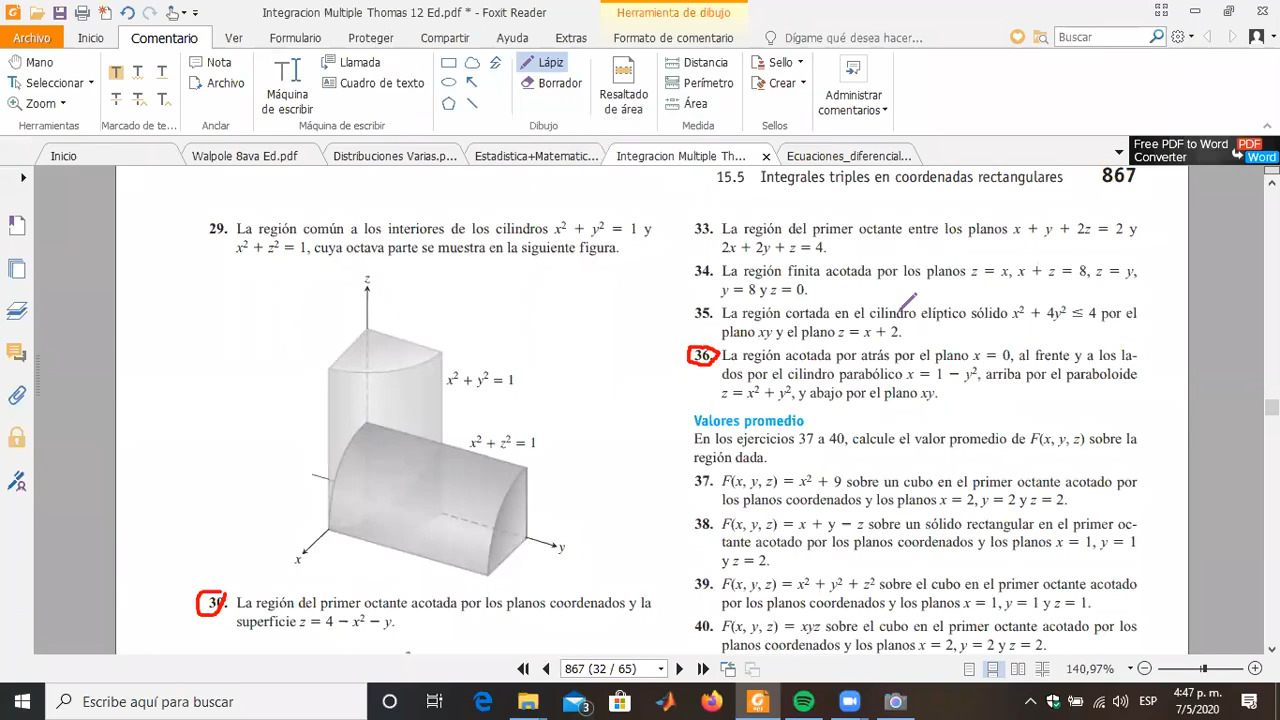 Integracion Multiple Thomas 12 Ed.pdf * - Foxit Reader
Herramienta de dibujo
Archivo Inicio Comentario Ver Formulario Proteger Compartir Ayuda Extras Formato de comentario Dígame qué desea hacer... Buscar
Mano
Seleccionar
Zoom
Herramientas
T T T
T T T
Marcado de te...
Nota
Archivo
Anclar
Máquina de escribir
Llamada
Cuadro de texto
Máquina de escribir
Lápiz
Borrador
Dibujo
Resaltado de área
Distancia
Perímetro
Área
Medida
Sello
Crear
Sellos
Administrar comentarios
Inicio Walpole 8ava Ed.pdf Distribuciones Varias.p... Estadistica+Matematic... Integracion Multiple Th... Ecuaciones_diferencial...
Free PDF to Word Converter
PDF
Word
15.5 Integrales triples en coordenadas rectangulares 867
29. La región común a los interiores de los cilindros x² + y² = 1 y
x² + z² = 1, cuya octava parte se muestra en la siguiente figura.
z
x² + y² = 1
x² + z² = 1
x
y
30. La región del primer octante acotada por los planos coordenados y la
superficie z = 4 − x² − y.
33. La región del primer octante entre los planos x + y + 2z = 2 y
2x + 2y + z = 4.
34. La región finita acotada por los planos z = x, x + z = 8, z = y,
y = 8 y z = 0.
35. La región cortada en el cilindro elíptico sólido x² + 4y² ≤ 4 por el
plano xy y el plano z = x + 2.
36. La región acotada por atrás por el plano x = 0, al frente y a los la-
dos por el cilindro parabólico x = 1 − y², arriba por el paraboloide
z = x² + y², y abajo por el plano xy.
Valores promedio
En los ejercicios 37 a 40, calcule el valor promedio de F(x, y, z) sobre la
región dada.
37. F(x, y, z) = x² + 9 sobre un cubo en el primer octante acotado por
los planos coordenados y los planos x = 2, y = 2 y z = 2.
38. F(x, y, z) = x + y − z sobre un sólido rectangular en el primer oc-
tante acotado por los planos coordenados y los planos x = 1, y = 1
y z = 2.
39. F(x, y, z) = x² + y² + z² sobre el cubo en el primer octante acotado
por los planos coordenados y los planos x = 1, y = 1 y z = 1.
40. F(x, y, z) = xyz sobre el cubo en el primer octante acotado por los
planos coordenados y los planos x = 2, y = 2 y z = 2.
867 (32 / 65)
140,97%
Escribe aquí para buscar
3
ESP
4:47 p. m.
7/5/2020